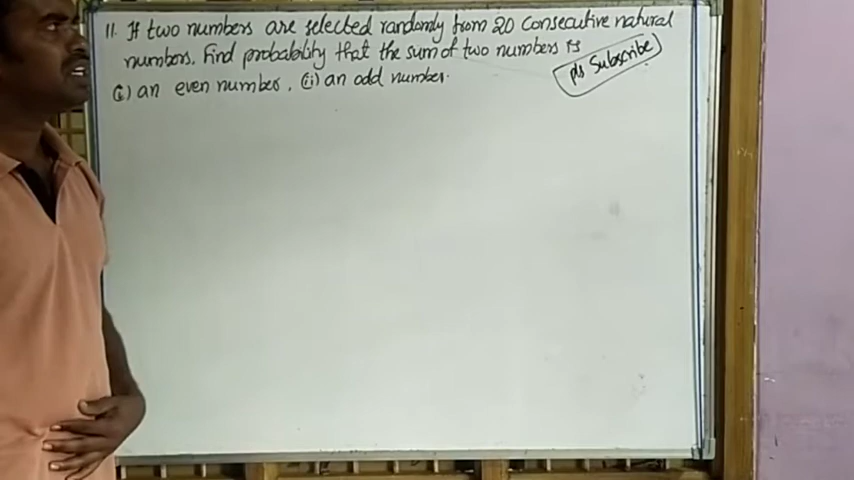 11. If two numbers are selected randomly from 20 Consecutive natural
numbers. Find probability that the sum of two numbers is
(i) an even number. (ii) an odd number.
pls Subscribe